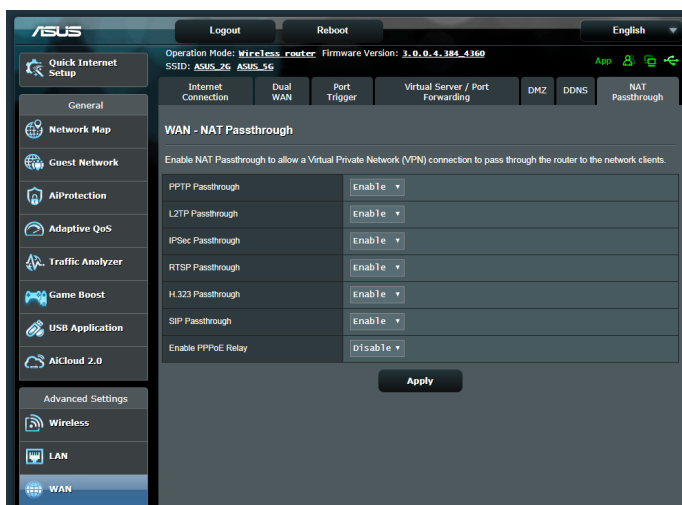 ASUS
Logout
Reboot
English
Quick Internet
Setup
Operation Mode: Wireless router Firmware Version: 3.0.0.4.384_4360
SSID: ASUS_2G ASUS_5G
App
Internet
Connection
Dual
WAN
Port
Trigger
Virtual Server / Port
Forwarding
DMZ
DDNS
NAT
Passthrough
General
Network Map
Guest Network
AiProtection
Adaptive QoS
Traffic Analyzer
Game Boost
USB Application
AiCloud 2.0
Advanced Settings
Wireless
LAN
WAN
WAN - NAT Passthrough
Enable NAT Passthrough to allow a Virtual Private Network (VPN) connection to pass through the router to the network clients.
PPTP Passthrough Enable
L2TP Passthrough Enable
IPSec Passthrough Enable
RTSP Passthrough Enable
H.323 Passthrough Enable
SIP Passthrough Enable
Enable PPPoE Relay Disable
Apply